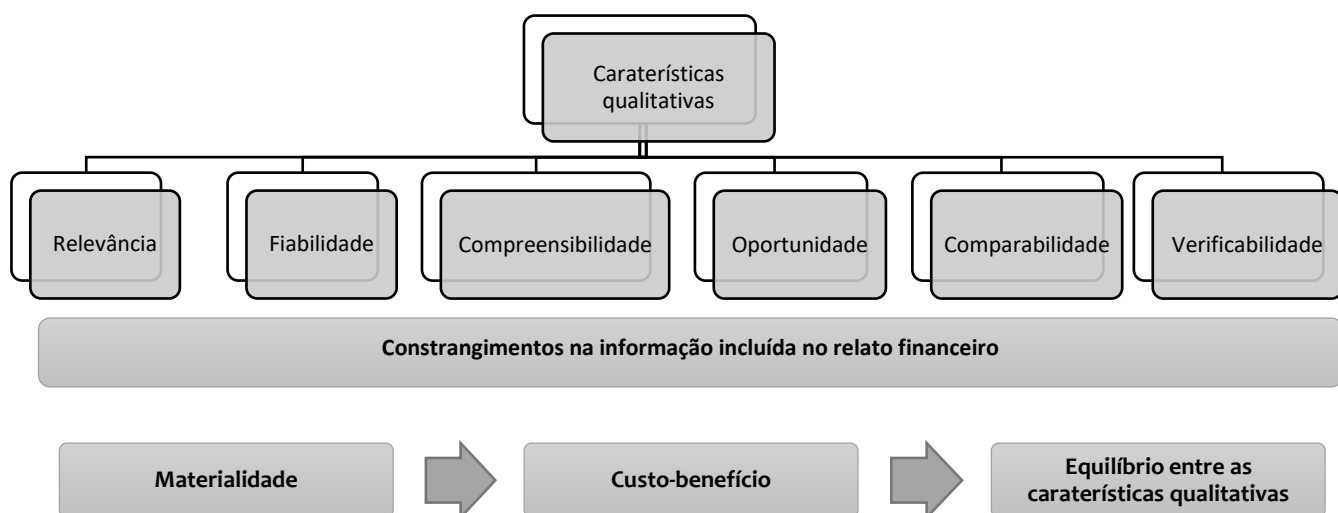 Caraterísticas
qualitativas
Relevância
Fiabilidade
Compreensibilidade
Oportunidade
Comparabilidade
Verificabilidade
Constrangimentos na informação incluída no relato financeiro
Materialidade
Custo-benefício
Equilíbrio entre as
caraterísticas qualitativas